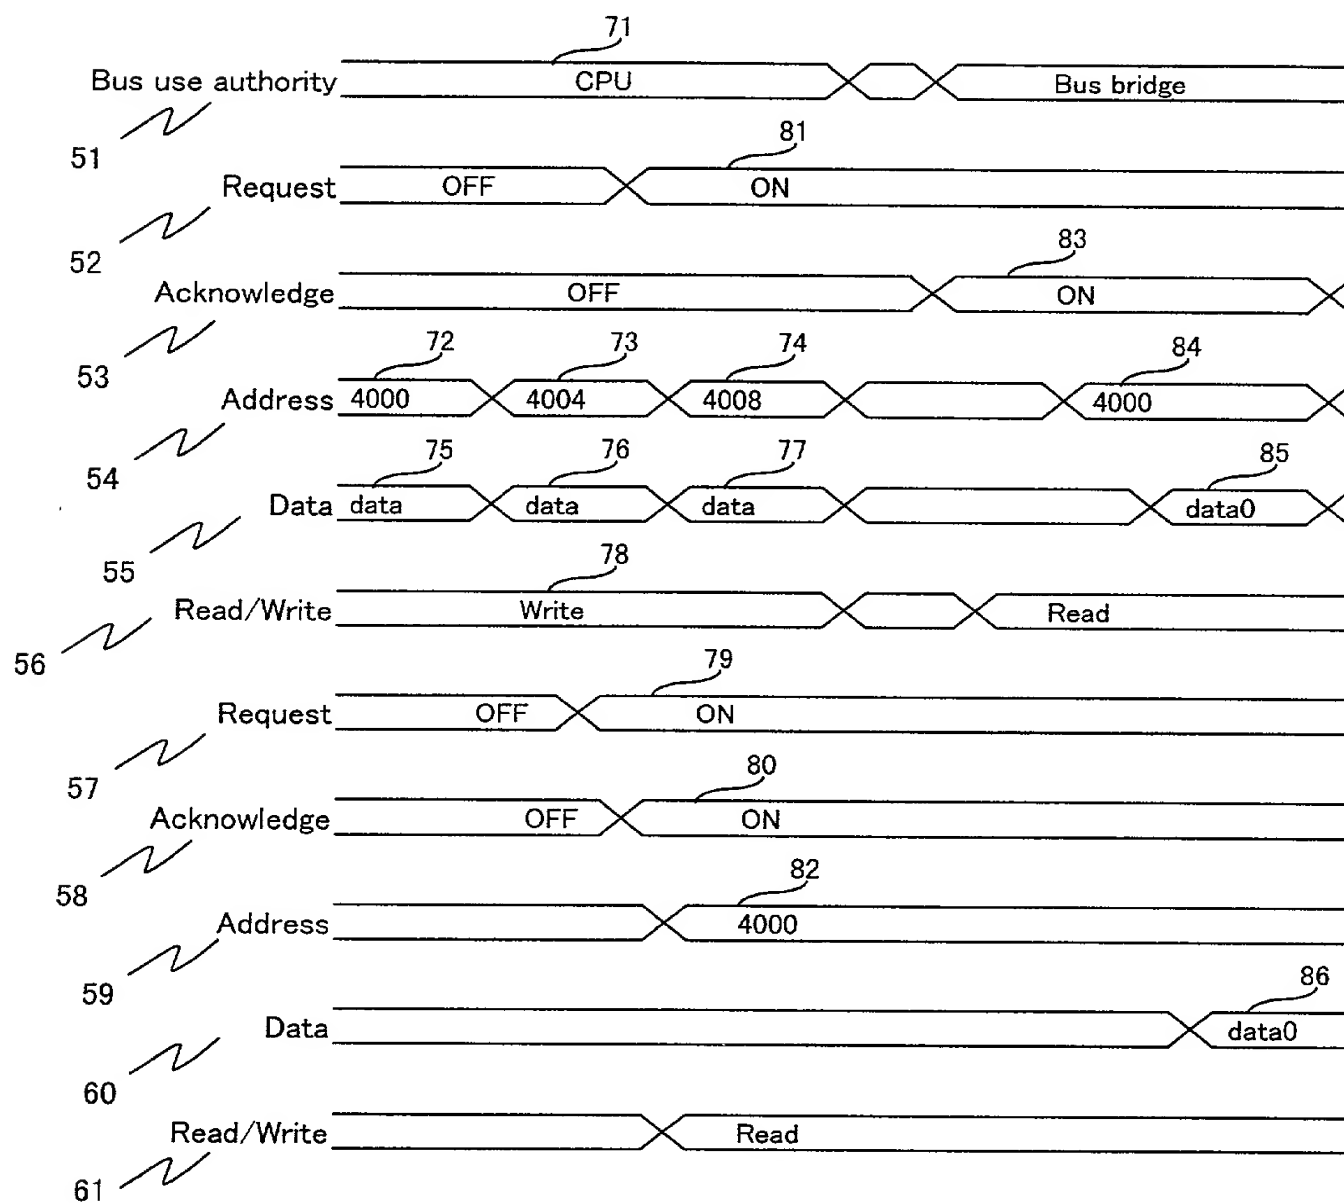 71
Bus use authority CPU Bus bridge
51
81
Request OFF ON
52
83
Acknowledge OFF ON
53
72 73 74 84
Address 4000 4004 4008 4000
54
75 76 77 85
Data data data data data0
55
78
Read/Write Write Read
56
79
Request OFF ON
57
80
Acknowledge OFF ON
58
82
Address 4000
59
86
Data data0
60
Read/Write Read
61